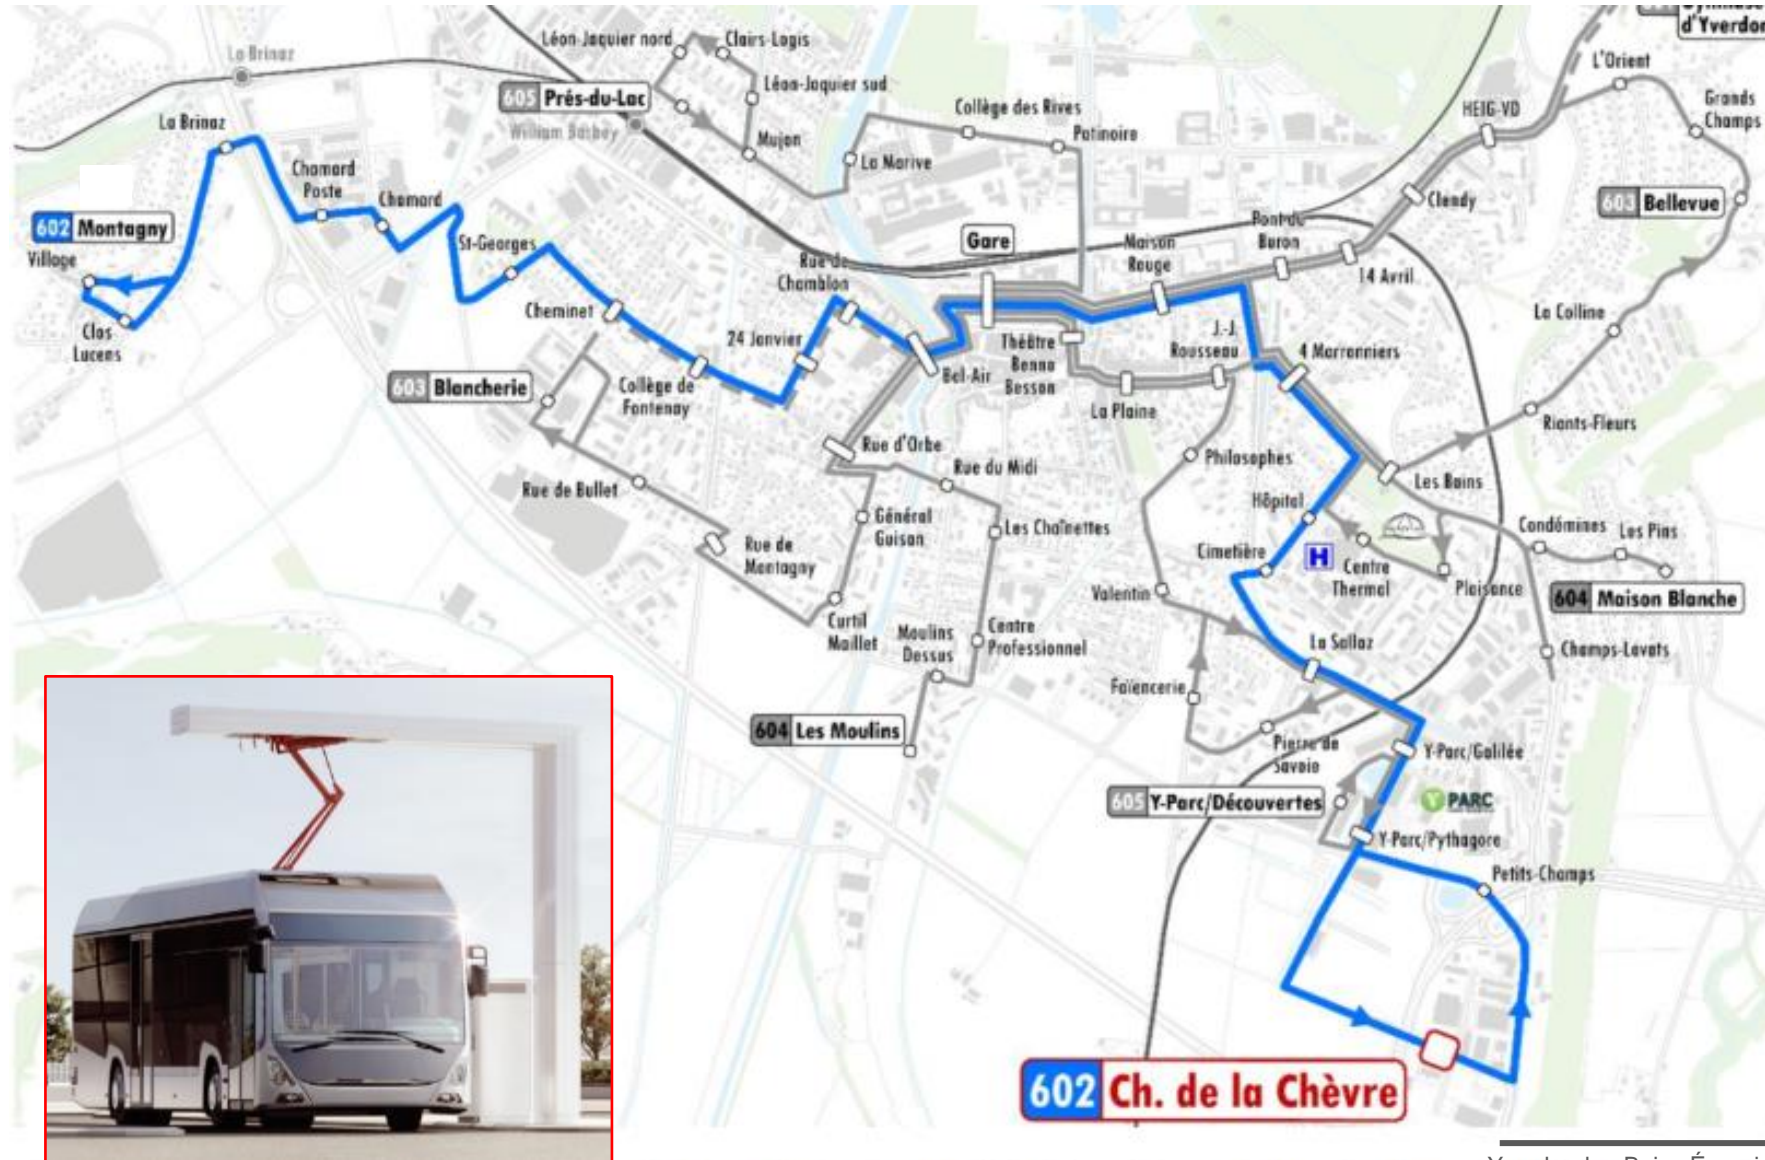 Gymnase
d'Yverdon
La Brinaz
Léon-Jaquier nord
Clairs-Logis
L'Orient
605 Prés-du-Lac
Léon-Jaquier sud
Collège des Rives
Grands
Champs
La Brinaz
William Barbey
Mujon
Patinoire
HEIG-VD
La Marive
Chamard
Poste
Chamard
Clendy
603 Bellevue
602 Montagny
Village
St-Georges
Gare
Maison
Rouge
Pont du
Buron
14 Avril
Rue de
Chamblon
Cheminet
Clos
Lucens
24 Janvier
Théâtre
Benno
Besson
J.-J.
Rousseau
4 Marronniers
La Colline
603 Blancherie
Collège de
Fontenay
Bel-Air
La Plaine
Riants-Fleurs
Rue d'Orbe
Rue du Midi
Philosophes
Les Bains
Rue de Bullet
Général
Guisan
Les Chaînettes
Hôpital
Condémines
Les Pins
Rue de
Montagny
Cimetière
H
Centre
Thermal
Plaisance
604 Maison Blanche
Valentin
Curtil
Maillet
Moulins
Dessus
Centre
Professionnel
La Sallaz
Champs-Lovats
Faïencerie
604 Les Moulins
Pierre de
Savoie
Y-Parc/Galilée
605 Y-Parc/Découvertes
Y PARC
Y-Parc/Pythagore
Petits-Champs
602 Ch. de la Chèvre